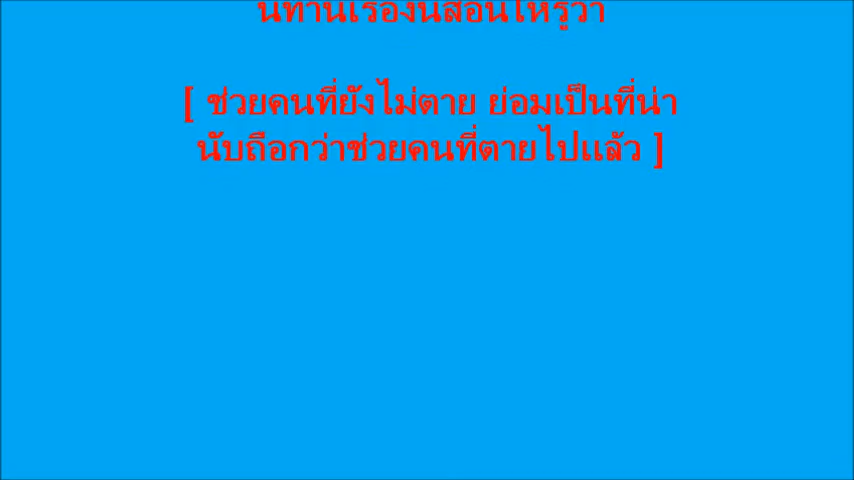 นิทานเรื่องนี้สอนให้รู้ว่า
[ ช่วยคนที่ยังไม่ตาย ย่อมเป็นที่น่า
นับถือกว่าช่วยคนที่ตายไปแล้ว ]